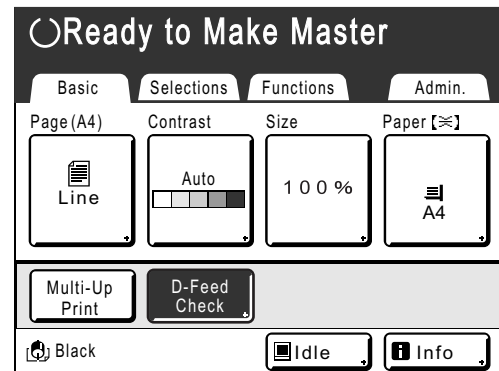 Ready to Make Master
Basic Selections Functions Admin.
Page(A4) Contrast Size Paper【※】
Line
Auto
100%
A4
Multi-Up
Print
D-Feed
Check
Black
Idle
Info